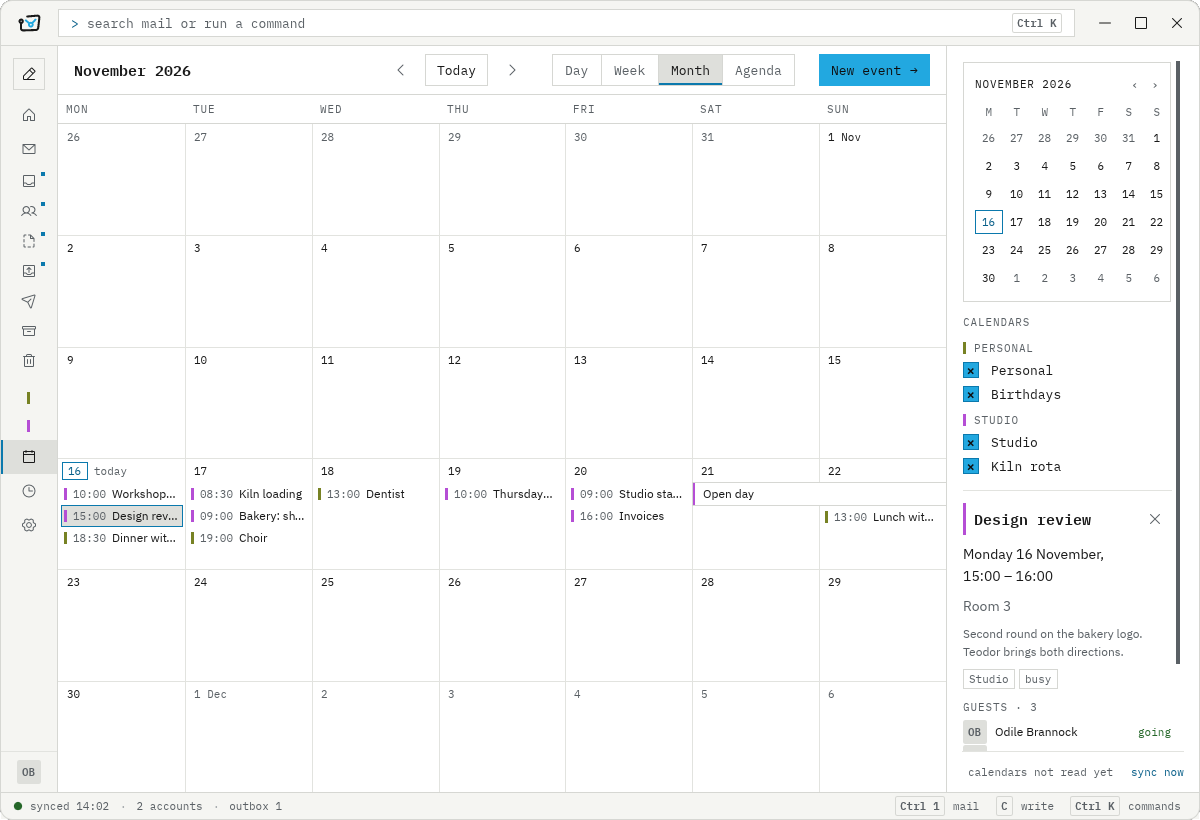 > search mail or run a command Ctrl K
November 2026 Today Day Week Month Agenda New event →
MON TUE WED THU FRI SAT SUN
26 27 28 29 30 31 1 Nov
2 3 4 5 6 7 8
9 10 11 12 13 14 15
16 today 17 18 19 20 21 22
10:00 Workshop… 08:30 Kiln loading 13:00 Dentist 10:00 Thursday… 09:00 Studio sta… Open day
15:00 Design rev… 09:00 Bakery: sh… 16:00 Invoices 13:00 Lunch wit…
18:30 Dinner wit… 19:00 Choir
23 24 25 26 27 28 29
30 1 Dec 2 3 4 5 6
NOVEMBER 2026 ‹ ›
M T W T F S S
26 27 28 29 30 31 1
2 3 4 5 6 7 8
9 10 11 12 13 14 15
16 17 18 19 20 21 22
23 24 25 26 27 28 29
30 1 2 3 4 5 6
CALENDARS
PERSONAL
Personal
Birthdays
STUDIO
Studio
Kiln rota
Design review
Monday 16 November,
15:00 – 16:00
Room 3
Second round on the bakery logo.
Teodor brings both directions.
Studio busy
GUESTS · 3
OB Odile Brannock going
calendars not read yet sync now
OB
synced 14:02 · 2 accounts · outbox 1 Ctrl 1 mail C write Ctrl K commands